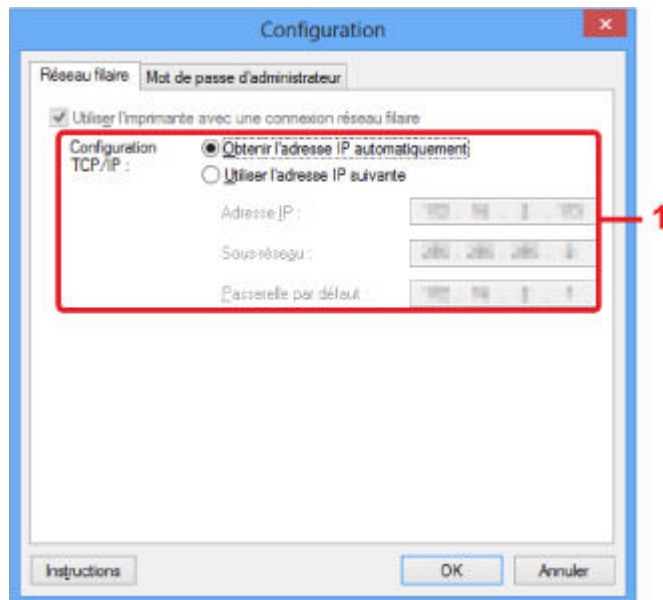 Configuration
Réseau filaire
Mot de passe d'administrateur
Utiliser l'imprimante avec une connexion réseau filaire
Configuration TCP/IP :
Obtenir l'adresse IP automatiquement
Utiliser l'adresse IP suivante
Adresse IP :
Sous-réseau :
Passerelle par défaut
1
Instructions
OK
Annuler